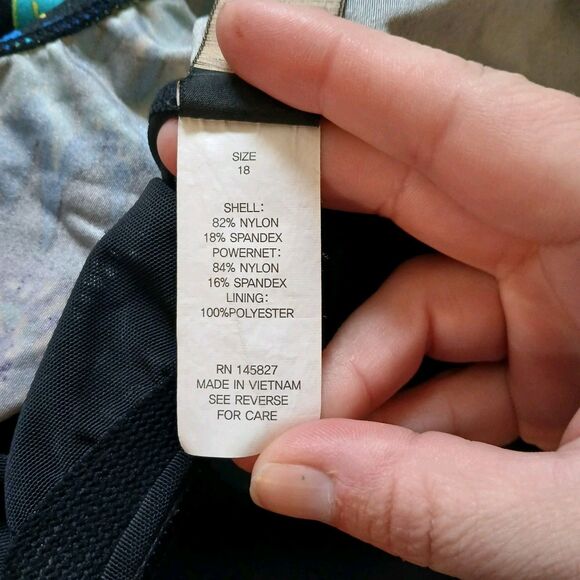 SIZE
18
SHELL:
82% NYLON
18% SPANDEX
POWERNET:
84% NYLON
16% SPANDEX
LINING:
100%POLYESTER
RN 145827
MADE IN VIETNAM
SEE REVERSE
FOR CARE